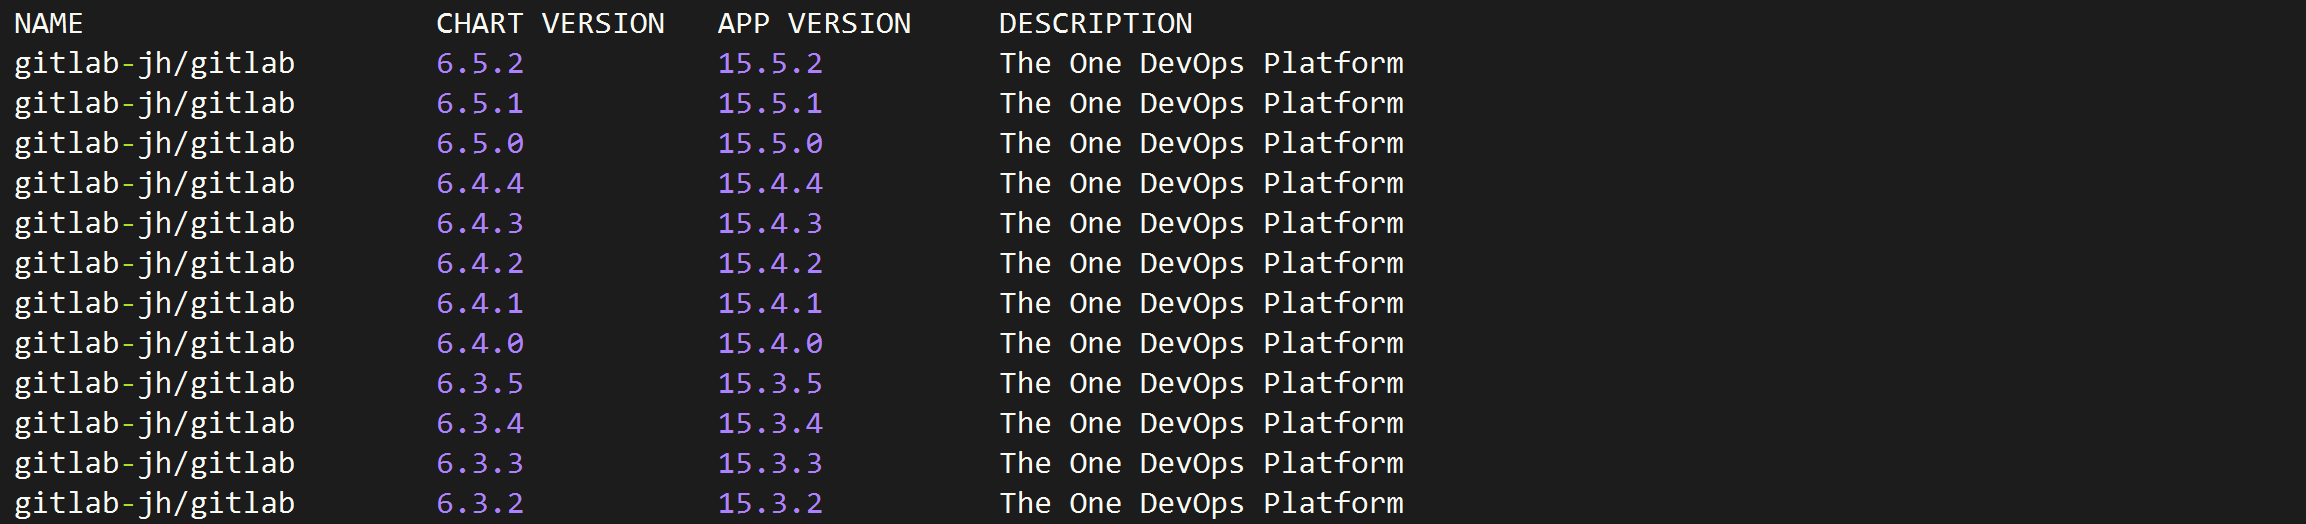 NAME CHART VERSION APP VERSION DESCRIPTION
gitlab-jh/gitlab 6.5.2 15.5.2 The One DevOps Platform
gitlab-jh/gitlab 6.5.1 15.5.1 The One DevOps Platform
gitlab-jh/gitlab 6.5.0 15.5.0 The One DevOps Platform
gitlab-jh/gitlab 6.4.4 15.4.4 The One DevOps Platform
gitlab-jh/gitlab 6.4.3 15.4.3 The One DevOps Platform
gitlab-jh/gitlab 6.4.2 15.4.2 The One DevOps Platform
gitlab-jh/gitlab 6.4.1 15.4.1 The One DevOps Platform
gitlab-jh/gitlab 6.4.0 15.4.0 The One DevOps Platform
gitlab-jh/gitlab 6.3.5 15.3.5 The One DevOps Platform
gitlab-jh/gitlab 6.3.4 15.3.4 The One DevOps Platform
gitlab-jh/gitlab 6.3.3 15.3.3 The One DevOps Platform
gitlab-jh/gitlab 6.3.2 15.3.2 The One DevOps Platform